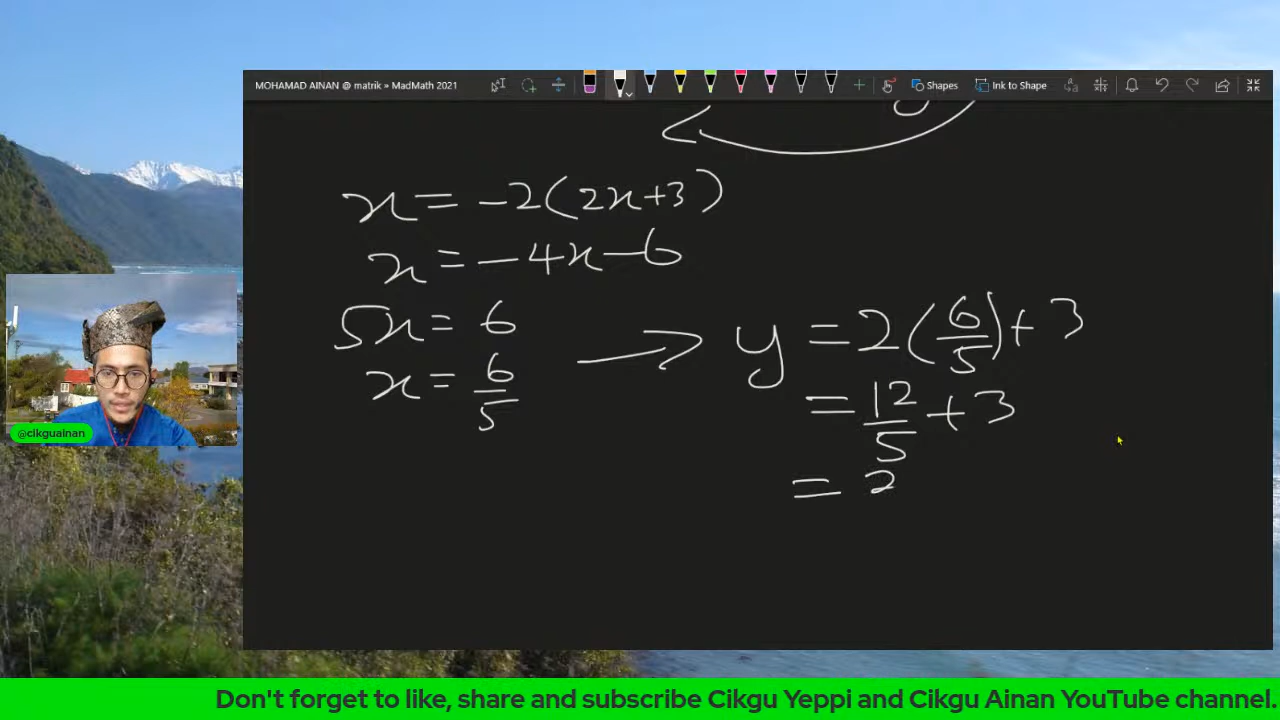 MOHAMAD AINAN @ matrik » MadMath 2021
Shapes
Ink to Shape
x = -2(2x+3)
x = -4x-6
5x = 6
x = 6/5
y = 2(6/5)+3
= 12/5 + 3
= 2
@cikguainan
Don't forget to like, share and subscribe Cikgu Yeppi and Cikgu Ainan YouTube channel.